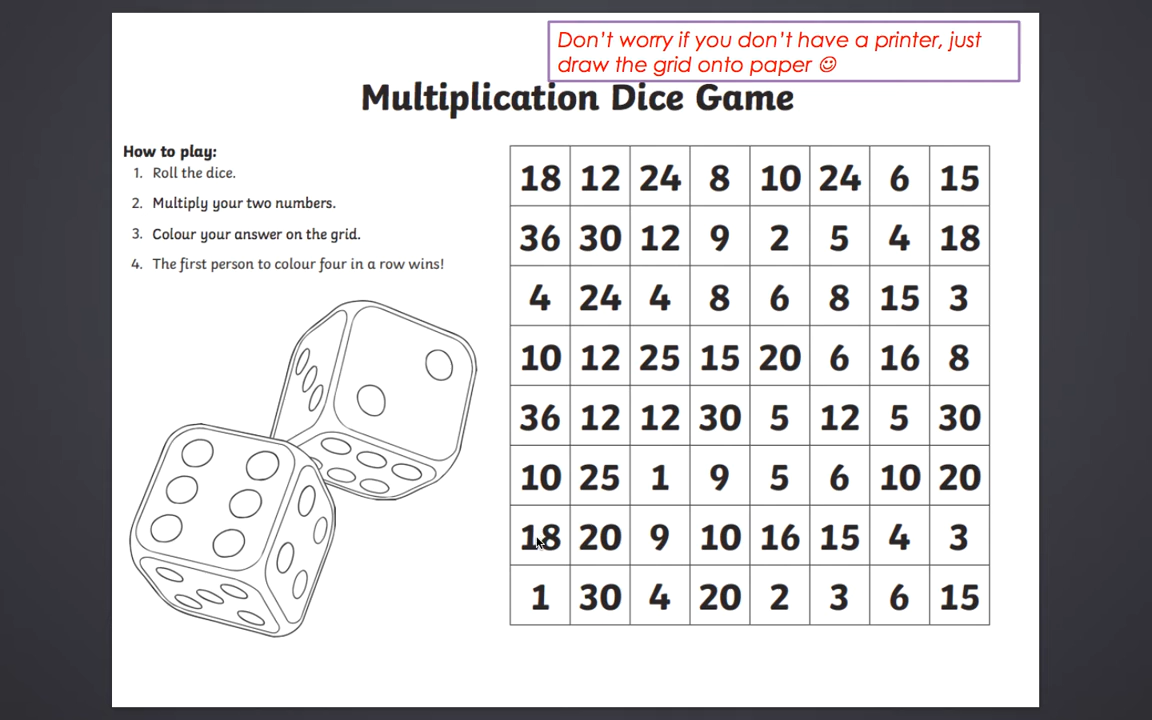 Don't worry if you don't have a printer, just
draw the grid onto paper ☺
Multiplication Dice Game
How to play:
1. Roll the dice.
2. Multiply your two numbers.
3. Colour your answer on the grid.
4. The first person to colour four in a row wins!
18 12 24 8 10 24 6 15
36 30 12 9 2 5 4 18
4 24 4 8 6 8 15 3
10 12 25 15 20 6 16 8
36 12 12 30 5 12 5 30
10 25 1 9 5 6 10 20
18 20 9 10 16 15 4 3
1 30 4 20 2 3 6 15